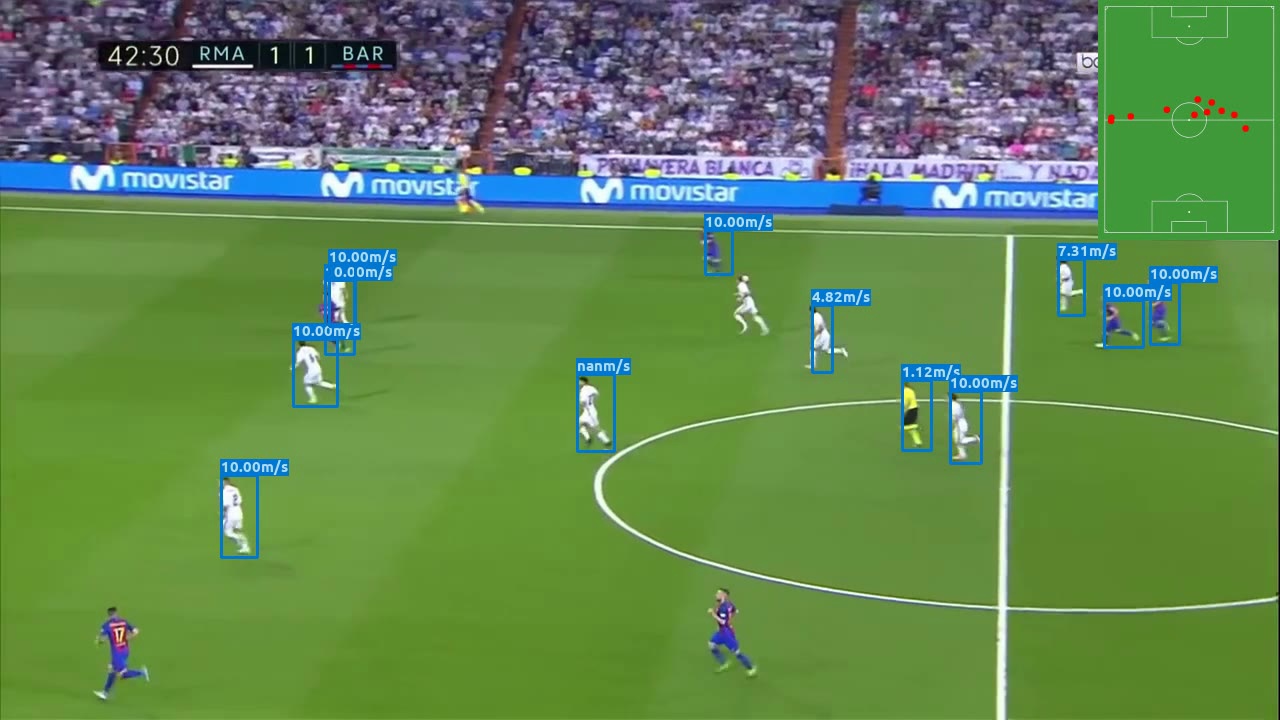 42:30 RMA 1 1 BAR
be
movistar movistar movistar movistar
PRIMAVERA BLANCA ¡HALA MADRID! ... Y NADA
10.00m/s
10.00m/s
7.31m/s
10.00m/s
0.00m/s
10.00m/s
4.82m/s
10.00m/s
nanm/s
1.12m/s
10.00m/s
10.00m/s
2
17